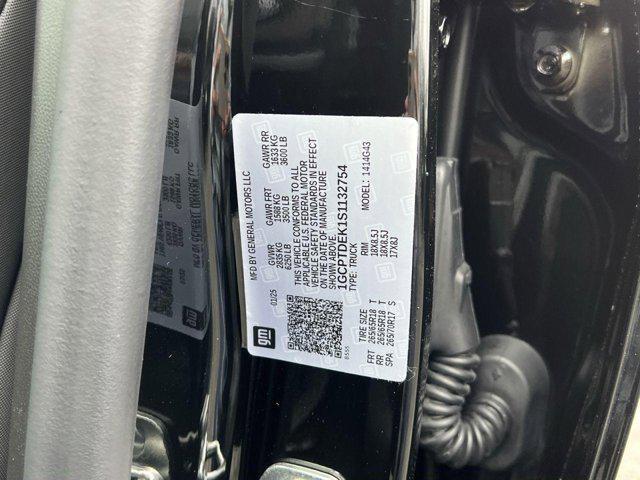 MFD BY GENERAL MOTORS LLC
01/25
GVWR GAWR FRT GAWR RR
2835 KG 1588 KG 1633 KG
6250 LB 3500 LB 3600 LB
THIS VEHICLE CONFORMS TO ALL
APPLICABLE U.S. FEDERAL MOTOR
VEHICLE SAFETY STANDARDS IN EFFECT
ON THE DATE OF MANUFACTURE
SHOWN ABOVE.
1GCPTDEK1S1132754
TYPE: TRUCK MODEL: 1414G43
TIRE SIZE RIM
FRT 265/65R18 T 18X8.5J
RR 265/65R18 T 18X8.5J
SPA 265/70R17 S 17X8J
gm